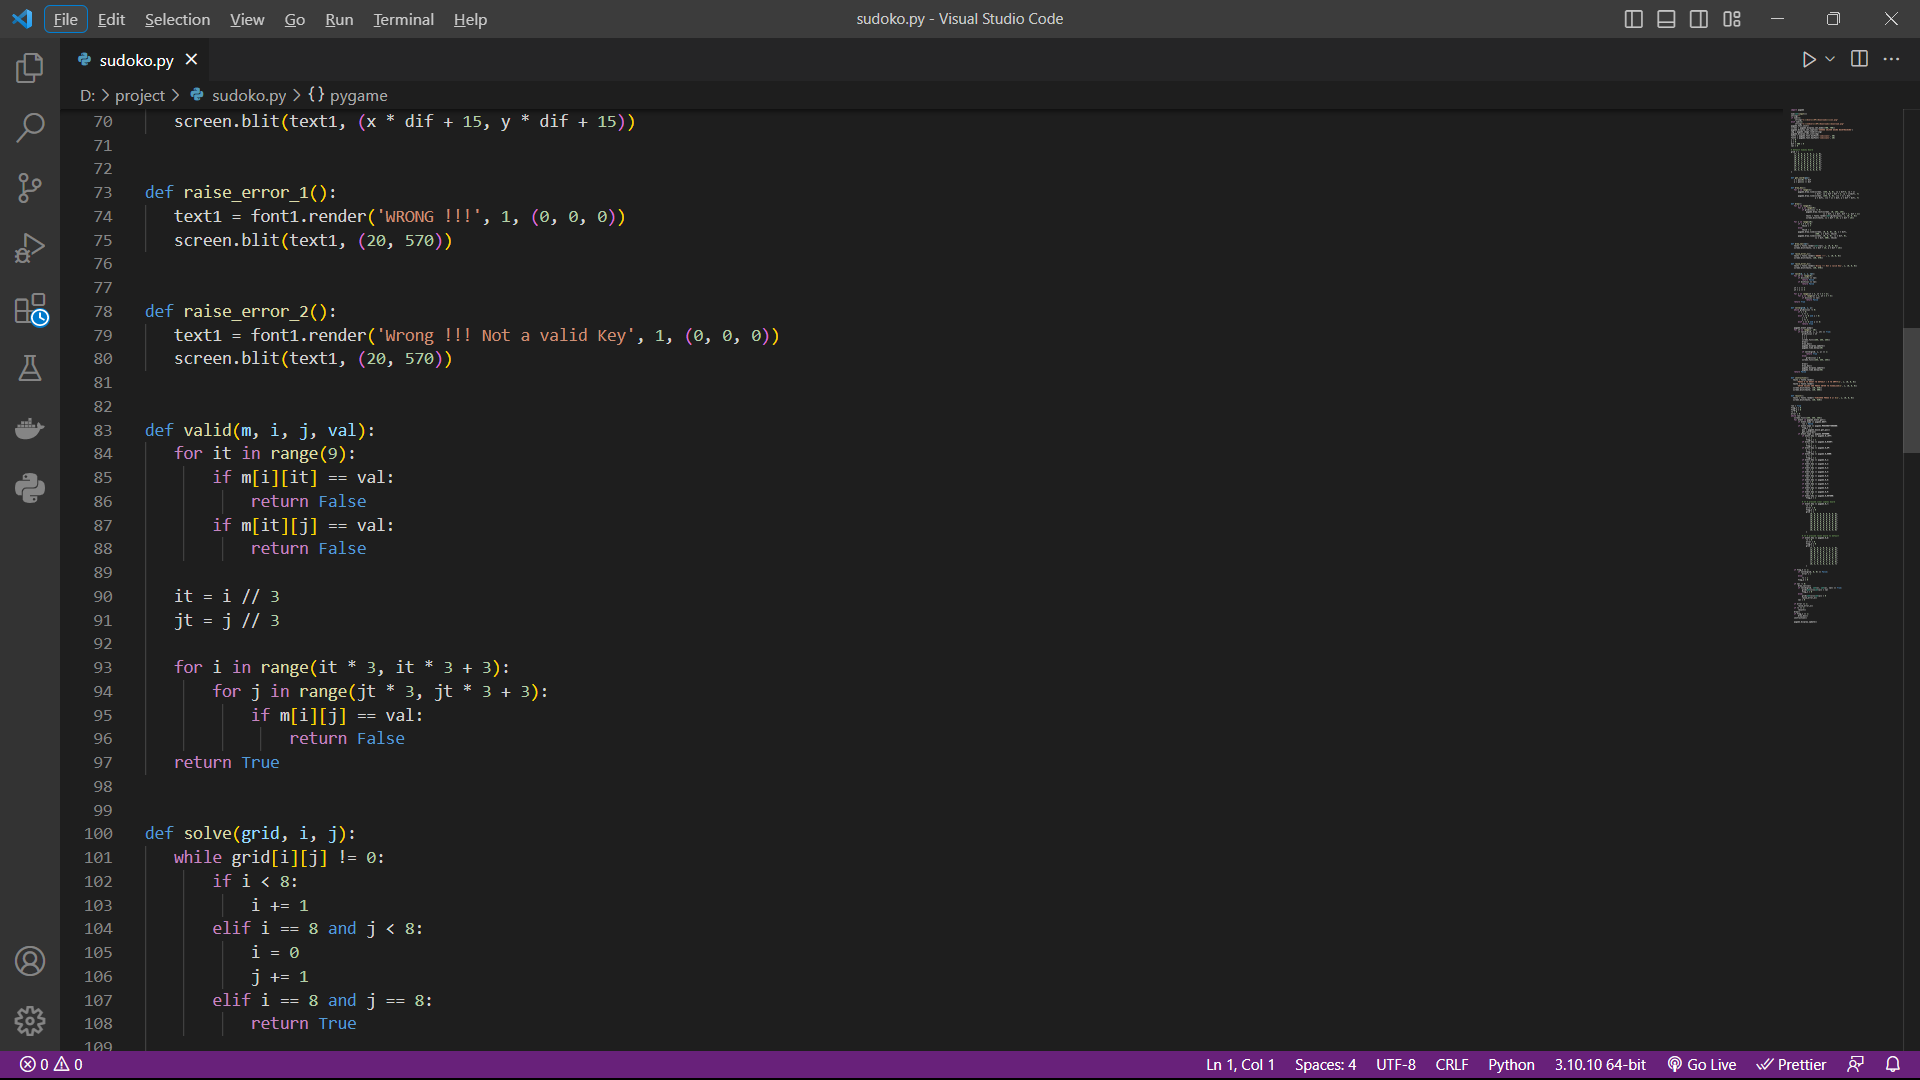 File Edit Selection View Go Run Terminal Help
sudoko.py - Visual Studio Code
sudoko.py
D: > project > sudoko.py > {} pygame
70 screen.blit(text1, (x * dif + 15, y * dif + 15))
71
72
73 def raise_error_1():
74 text1 = font1.render('WRONG !!!', 1, (0, 0, 0))
75 screen.blit(text1, (20, 570))
76
77
78 def raise_error_2():
79 text1 = font1.render('Wrong !!! Not a valid Key', 1, (0, 0, 0))
80 screen.blit(text1, (20, 570))
81
82
83 def valid(m, i, j, val):
84 for it in range(9):
85 if m[i][it] == val:
86 return False
87 if m[it][j] == val:
88 return False
89
90 it = i // 3
91 jt = j // 3
92
93 for i in range(it * 3, it * 3 + 3):
94 for j in range(jt * 3, jt * 3 + 3):
95 if m[i][j] == val:
96 return False
97 return True
98
99
100 def solve(grid, i, j):
101 while grid[i][j] != 0:
102 if i < 8:
103 i += 1
104 elif i == 8 and j < 8:
105 i = 0
106 j += 1
107 elif i == 8 and j == 8:
108 return True
109
0 0
Ln 1, Col 1 Spaces: 4 UTF-8 CRLF Python 3.10.10 64-bit Go Live Prettier